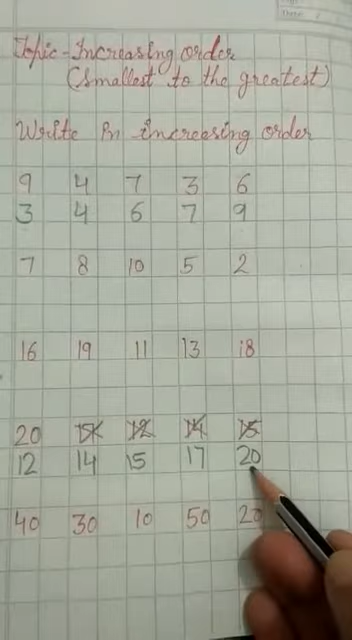 Date:
Topic-Increasing order
(smallest to the greatest)
Write in increasing order
9 4 7 3 6
3 4 6 7 9
7 8 10 5 2
16 19 11 13 18
20 12 14 15
12 14 15 17 20
40 30 10 50 20